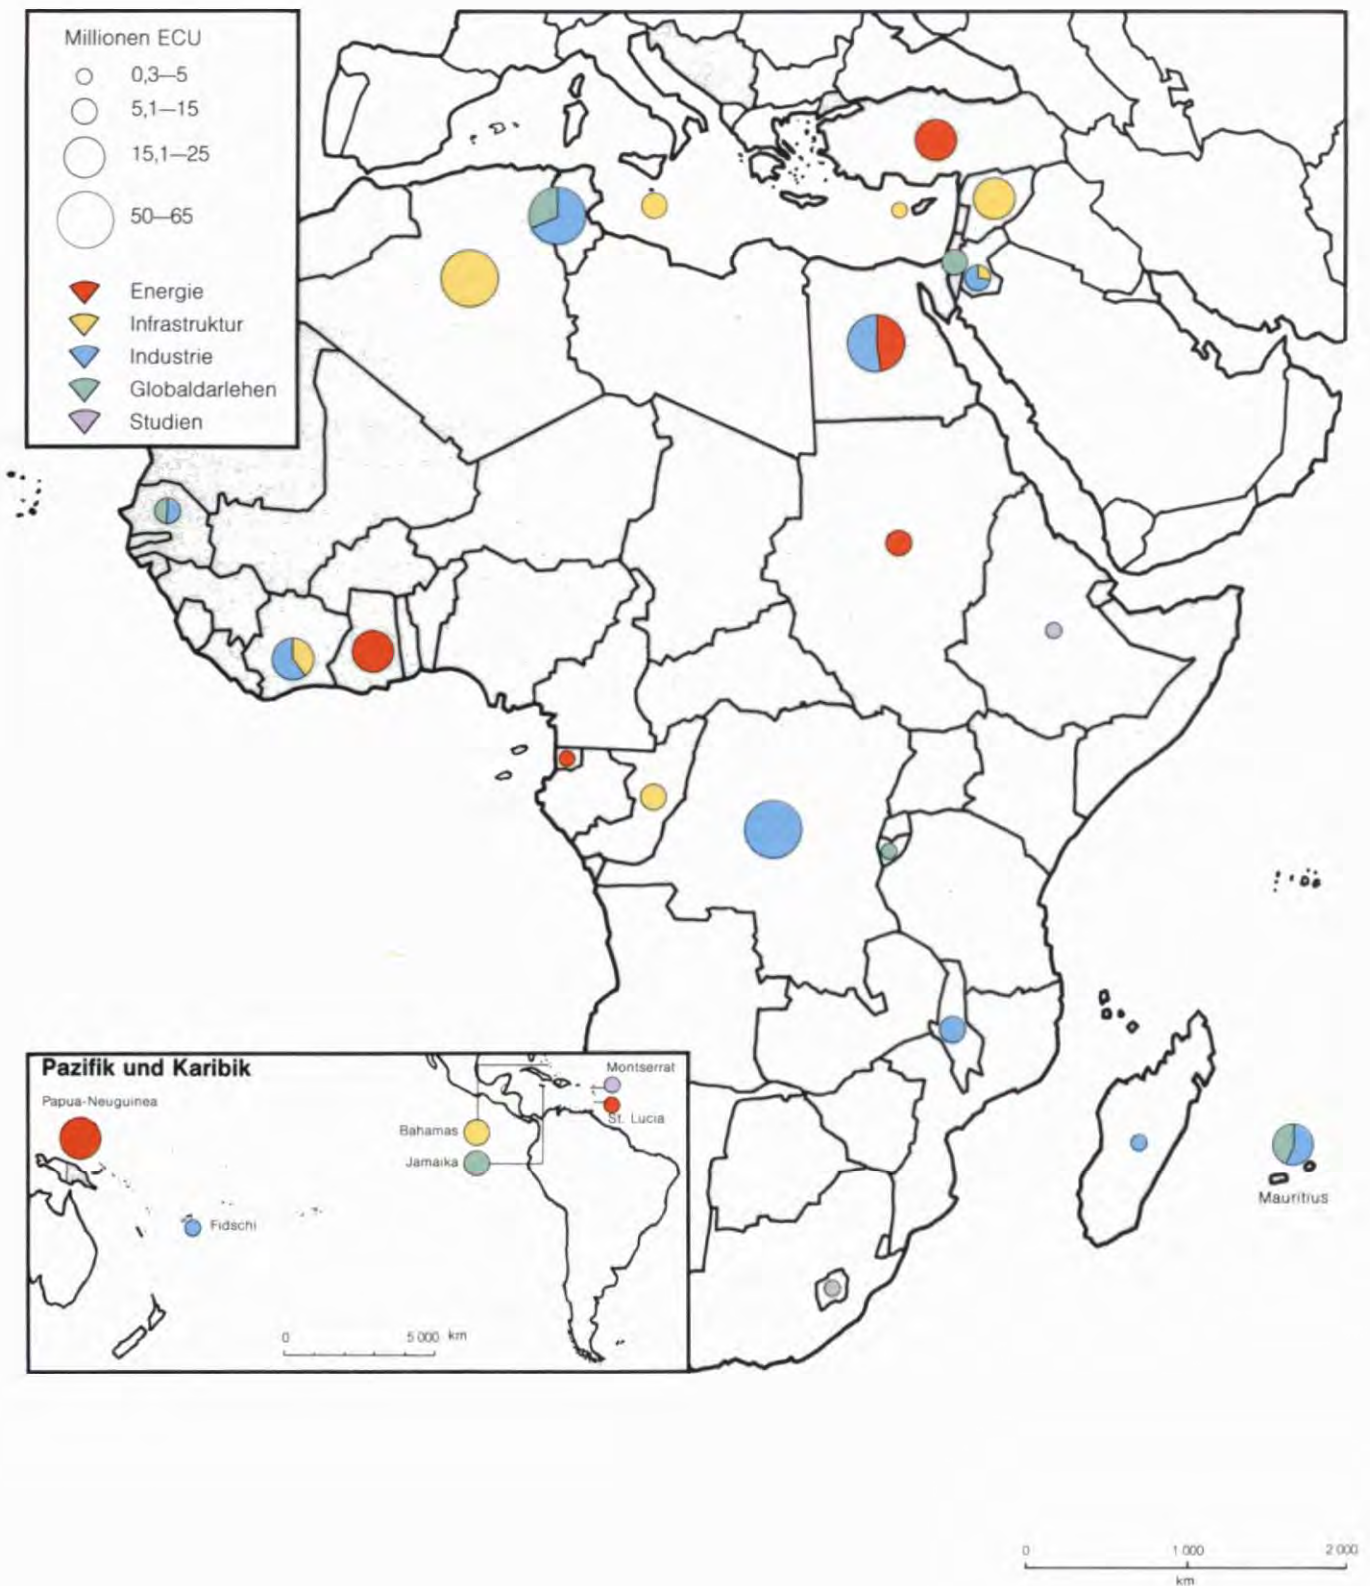 Millionen ECU
0,3—5
5,1—15
15,1—25
50—65
Energie
Infrastruktur
Industrie
Globaldarlehen
Studien
Pazifik und Karibik
Montserrat
Papua-Neuguinea
St. Lucia
Bahamas
Jamaika
Mauritius
Fidschi
0 5 000 km
0 1 000 2 000
km